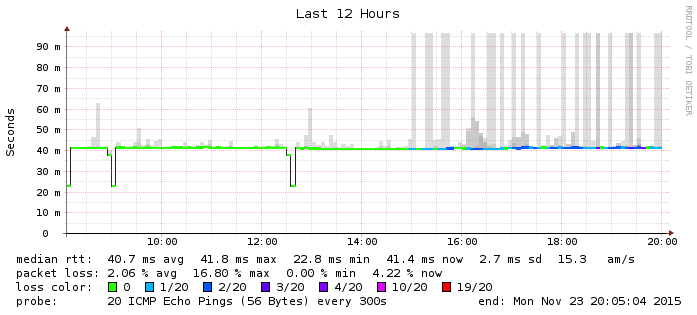 Last 12 Hours
RRDTOOL / TOBI OETIKER
Seconds
90 m
80 m
70 m
60 m
50 m
40 m
30 m
20 m
10 m
0
10:00 12:00 14:00 16:00 18:00 20:00
median rtt: 40.7 ms avg 41.8 ms max 22.8 ms min 41.4 ms now 2.7 ms sd 15.3 am/s
packet loss: 2.06 % avg 16.80 % max 0.00 % min 4.22 % now
loss color: 0 1/20 2/20 3/20 4/20 10/20 19/20
probe: 20 ICMP Echo Pings (56 Bytes) every 300s end: Mon Nov 23 20:05:04 2015